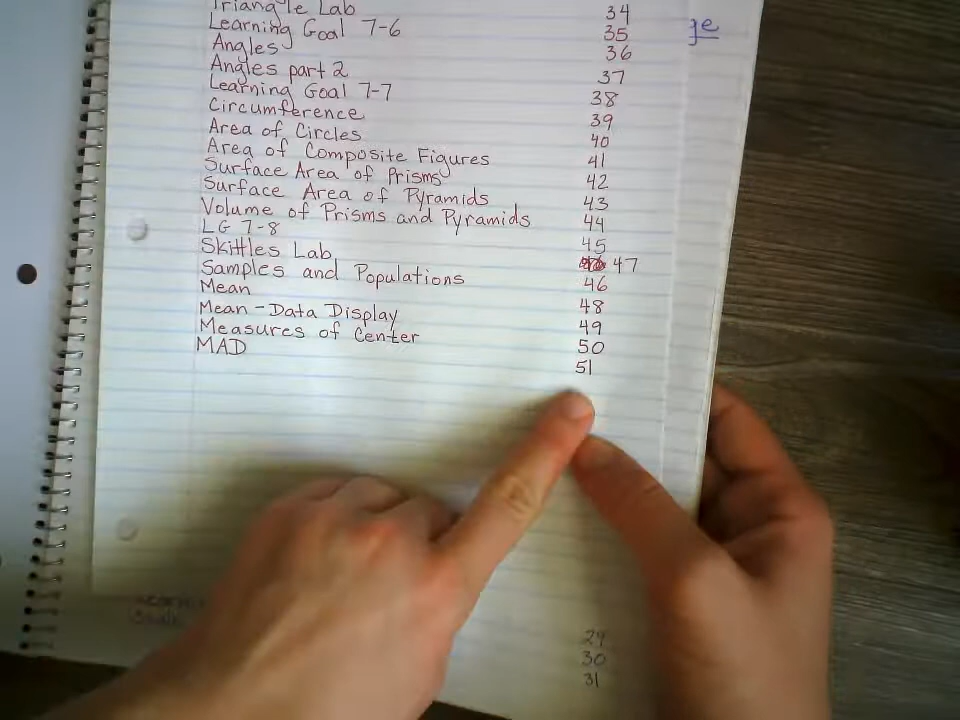 Triangle Lab 34
Learning Goal 7-6 35
Angles 36
Angles part 2 37
Learning Goal 7-7 38
Circumference 39
Area of Circles 40
Area of Composite Figures 41
Surface Area of Prisms 42
Surface Area of Pyramids 43
Volume of Prisms and Pyramids 44
LG 7-8 45
Skittles Lab 47
Samples and Populations 46
Mean 48
Mean-Data Display 49
Measures of Center 50
MAD 51
ge
29
30
31